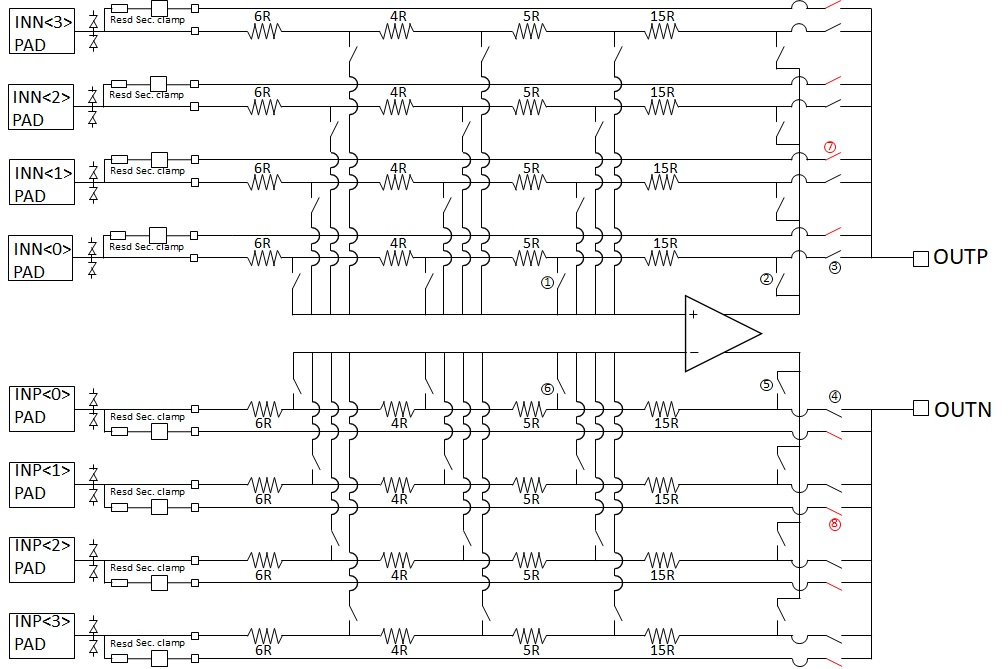 INN<3>
PAD
Resd Sec. clamp
6R 4R 5R 15R
INN<2>
PAD
Resd Sec. clamp
6R 4R 5R 15R
INN<1>
PAD
Resd Sec. clamp
6R 4R 5R 15R
⑦
INN<0>
PAD
Resd Sec. clamp
6R 4R 5R 15R
① ② ③
OUTP
+
−
INP<0>
PAD
Resd Sec. clamp
6R 4R 5R 15R
⑥ ⑤ ④
OUTN
INP<1>
PAD
Resd Sec. clamp
6R 4R 5R 15R
⑧
INP<2>
PAD
Resd Sec. clamp
6R 4R 5R 15R
INP<3>
PAD
Resd Sec. clamp
6R 4R 5R 15R